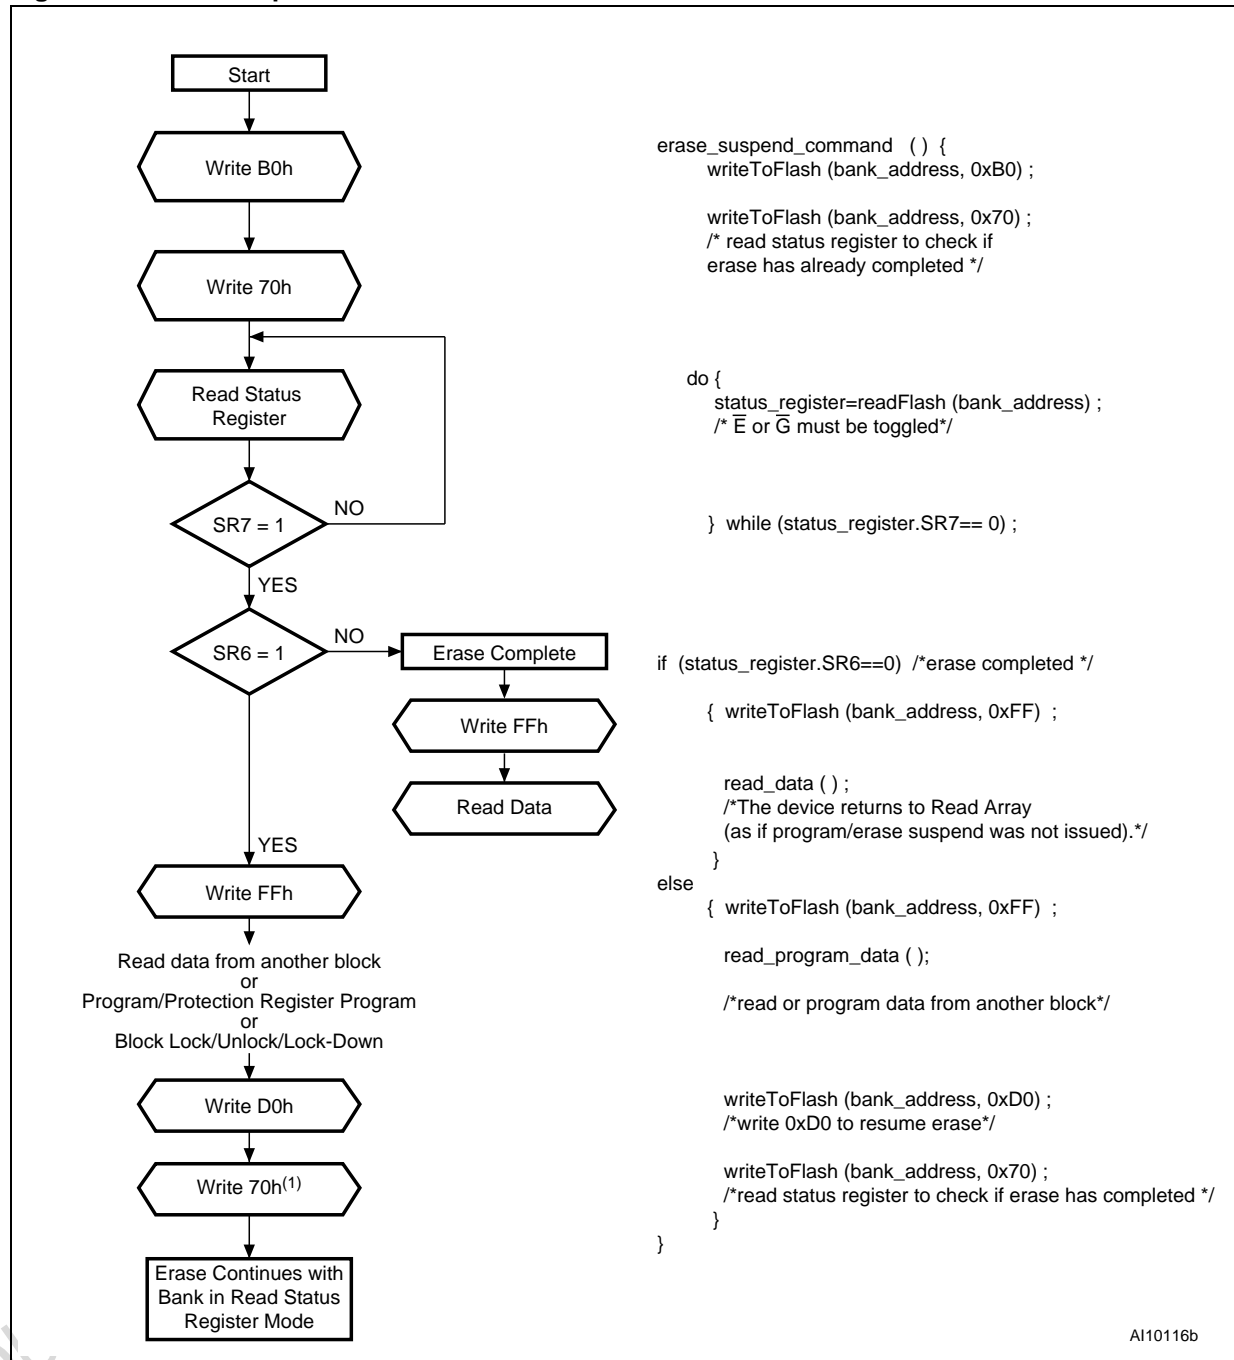 Start
Write B0h
Write 70h
Read Status
Register
SR7 = 1
NO
YES
SR6 = 1
NO
Erase Complete
Write FFh
Read Data
YES
Write FFh
Read data from another block
or
Program/Protection Register Program
or
Block Lock/Unlock/Lock-Down
Write D0h
Write 70h(1)
Erase Continues with
Bank in Read Status
Register Mode
erase_suspend_command ( ) {
writeToFlash (bank_address, 0xB0) ;
writeToFlash (bank_address, 0x70) ;
/* read status register to check if
erase has already completed */
do {
status_register=readFlash (bank_address) ;
/* E̅ or G̅ must be toggled*/
} while (status_register.SR7== 0) ;
if (status_register.SR6==0) /*erase completed */
{ writeToFlash (bank_address, 0xFF) ;
read_data ( ) ;
/*The device returns to Read Array
(as if program/erase suspend was not issued).*/
}
else
{ writeToFlash (bank_address, 0xFF) ;
read_program_data ( );
/*read or program data from another block*/
writeToFlash (bank_address, 0xD0) ;
/*write 0xD0 to resume erase*/
writeToFlash (bank_address, 0x70) ;
/*read status register to check if erase has completed */
}
}
AI10116b